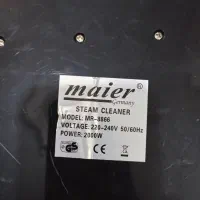 maier
Germany
STEAM CLEANER
MODEL: MR-8866
VOLTAGE: 220-240V 50/60Hz
POWER: 2000W